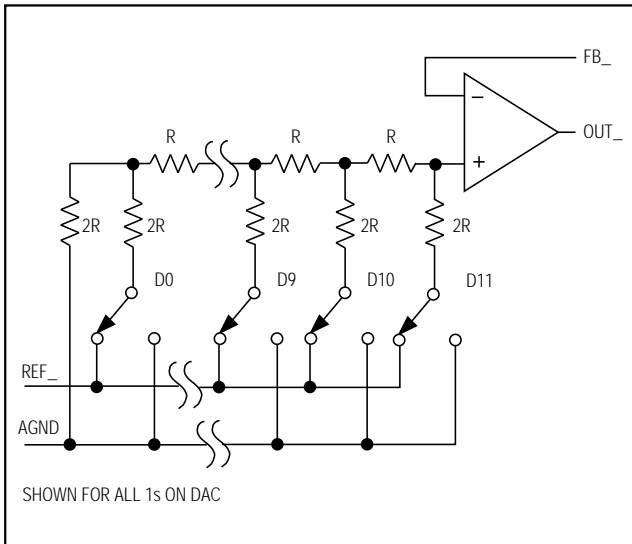 FB_
R
R
R
−
+
OUT_
2R
2R
2R
2R
2R
D0
D9
D10
D11
REF_
AGND
SHOWN FOR ALL 1s ON DAC